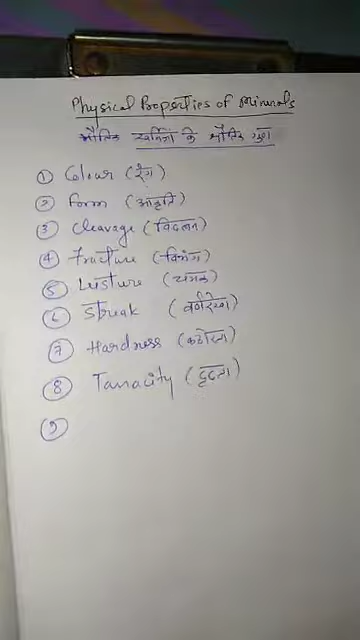 Physical Properties of Minerals
भौतिक खनिजों के भौतिक गुण
① Colour (रंग)
② Form (आकृति)
③ Cleavage (विदलन)
④ Fracture (विभंग)
⑤ Lusture (चमक)
⑥ Streak (वर्णरेखा)
⑦ Hardness (कठोरता)
⑧ Tanacity (दृढ़ता)
⑨